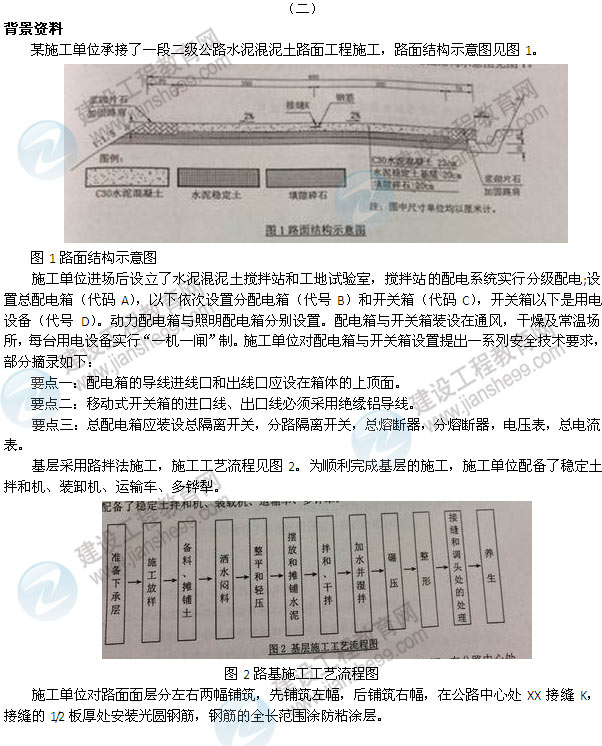 （二）
背景资料
某施工单位承接了一段二级公路水泥混泥土路面工程施工，路面结构示意图见图 1。
浆砌片石
加固路肩
接缝K
钢筋
2%
2%
图例：
C30水泥混凝土
水泥稳定土
填隙碎石
C30水泥混凝土 23cm
水泥稳定土基层 20cm
填隙碎石 20cm
浆砌片石
加固路肩
注：图中尺寸单位均以厘米计。
图1 路面结构示意图
图 1 路面结构示意图
施工单位进场后设立了水泥混泥土搅拌站和工地试验室，搅拌站的配电系统实行分级配电;设
置总配电箱（代码 A），以下依次设置分配电箱（代号 B）和开关箱（代码 C），开关箱以下是用电
设备（代号 D）。动力配电箱与照明配电箱分别设置。配电箱与开关箱装设在通风，干燥及常温场
所，每台用电设备实行“一机一闸”制。施工单位对配电箱与开关箱设置提出一系列安全技术要求，
部分摘录如下：
要点一：配电箱的导线进线口和出线口应设在箱体的上顶面。
要点二：移动式开关箱的进口线、出口线必须采用绝缘铝导线。
要点三：总配电箱应装设总隔离开关，分路隔离开关，总熔断器，分熔断器，电压表，总电流
表。
基层采用路拌法施工，施工工艺流程见图 2。为顺利完成基层的施工，施工单位配备了稳定土
拌和机、装卸机、运输车、多铧犁。
准备下承层
施工放样
备料、摊铺土
洒水闷料
整平和轻压
摆放和摊铺水泥
拌和、干拌
加水并湿拌
碾压
整形
接缝和调头处的处理
养生
图2 基层施工工艺流程图
图 2 路基施工工艺流程图
施工单位对路面面层分左右两幅铺筑，先铺筑左幅，后铺筑右幅，在公路中心处 XX 接缝 K，
接缝的 1/2 板厚处安装光圆钢筋，钢筋的全长范围涂防粘涂层。
建设工程教育网
www.jianshe99.com